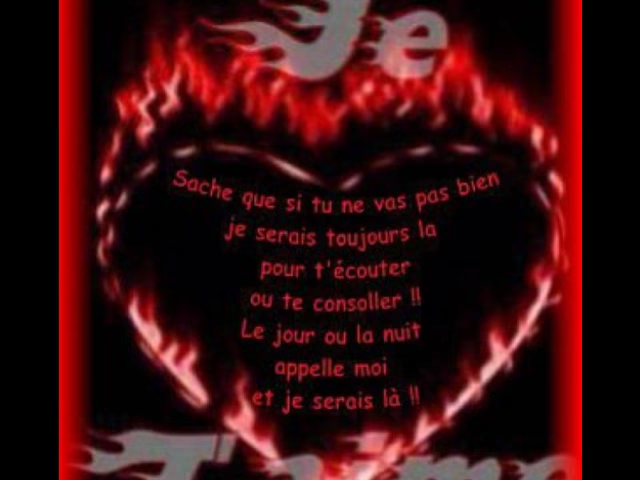 Je
Sache que si tu ne vas pas bien
je serais toujours la
pour t'écouter
ou te consoller !!
Le jour ou la nuit
appelle moi
et je serais là !!
T'aime